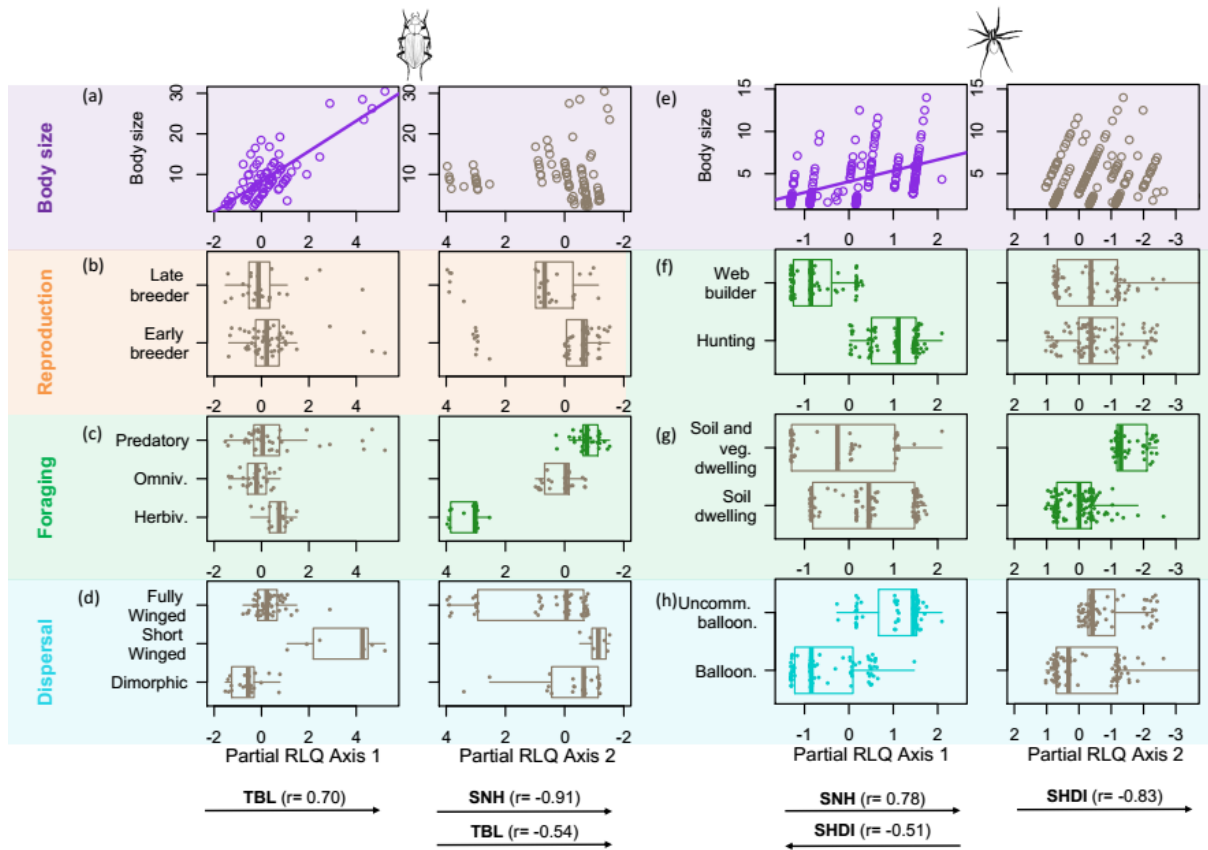 (a)
Body size
Body size
30
20
10
30
20
10
-2 0 2 4
4 2 0 -2
(e)
Body size
15
10
5
15
10
5
-1 0 1 2
2 1 0 -1 -2 -3
Reproduction
(b)
Late
breeder
Early
breeder
-2 0 2 4
4 2 0 -2
(f)
Web
builder
Hunting
-1 0 1 2
2 1 0 -1 -2 -3
Foraging
(c)
Predatory
Omniv.
Herbiv.
-2 0 2 4
4 2 0 -2
(g)
Soil and
veg.
dwelling
Soil
dwelling
-1 0 1 2
2 1 0 -1 -2 -3
Dispersal
(d)
Fully
Winged
Short
Winged
Dimorphic
-2 0 2 4
4 2 0 -2
(h)
Uncomm.
balloon.
Balloon.
-1 0 1 2
2 1 0 -1 -2 -3
Partial RLQ Axis 1
Partial RLQ Axis 2
Partial RLQ Axis 1
Partial RLQ Axis 2
TBL (r= 0.70)
SNH (r= -0.91)
TBL (r= -0.54)
SNH (r= 0.78)
SHDI (r= -0.51)
SHDI (r= -0.83)